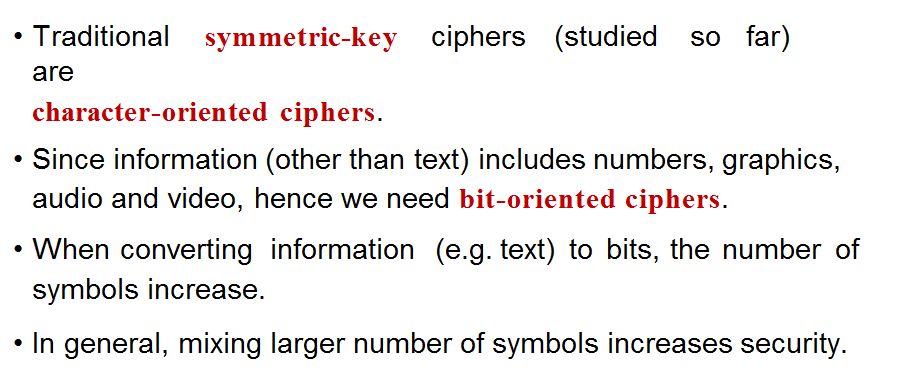 • Traditional symmetric-key ciphers (studied so far)
are
character-oriented ciphers.
• Since information (other than text) includes numbers, graphics,
audio and video, hence we need bit-oriented ciphers.
• When converting information (e.g. text) to bits, the number of
symbols increase.
• In general, mixing larger number of symbols increases security.